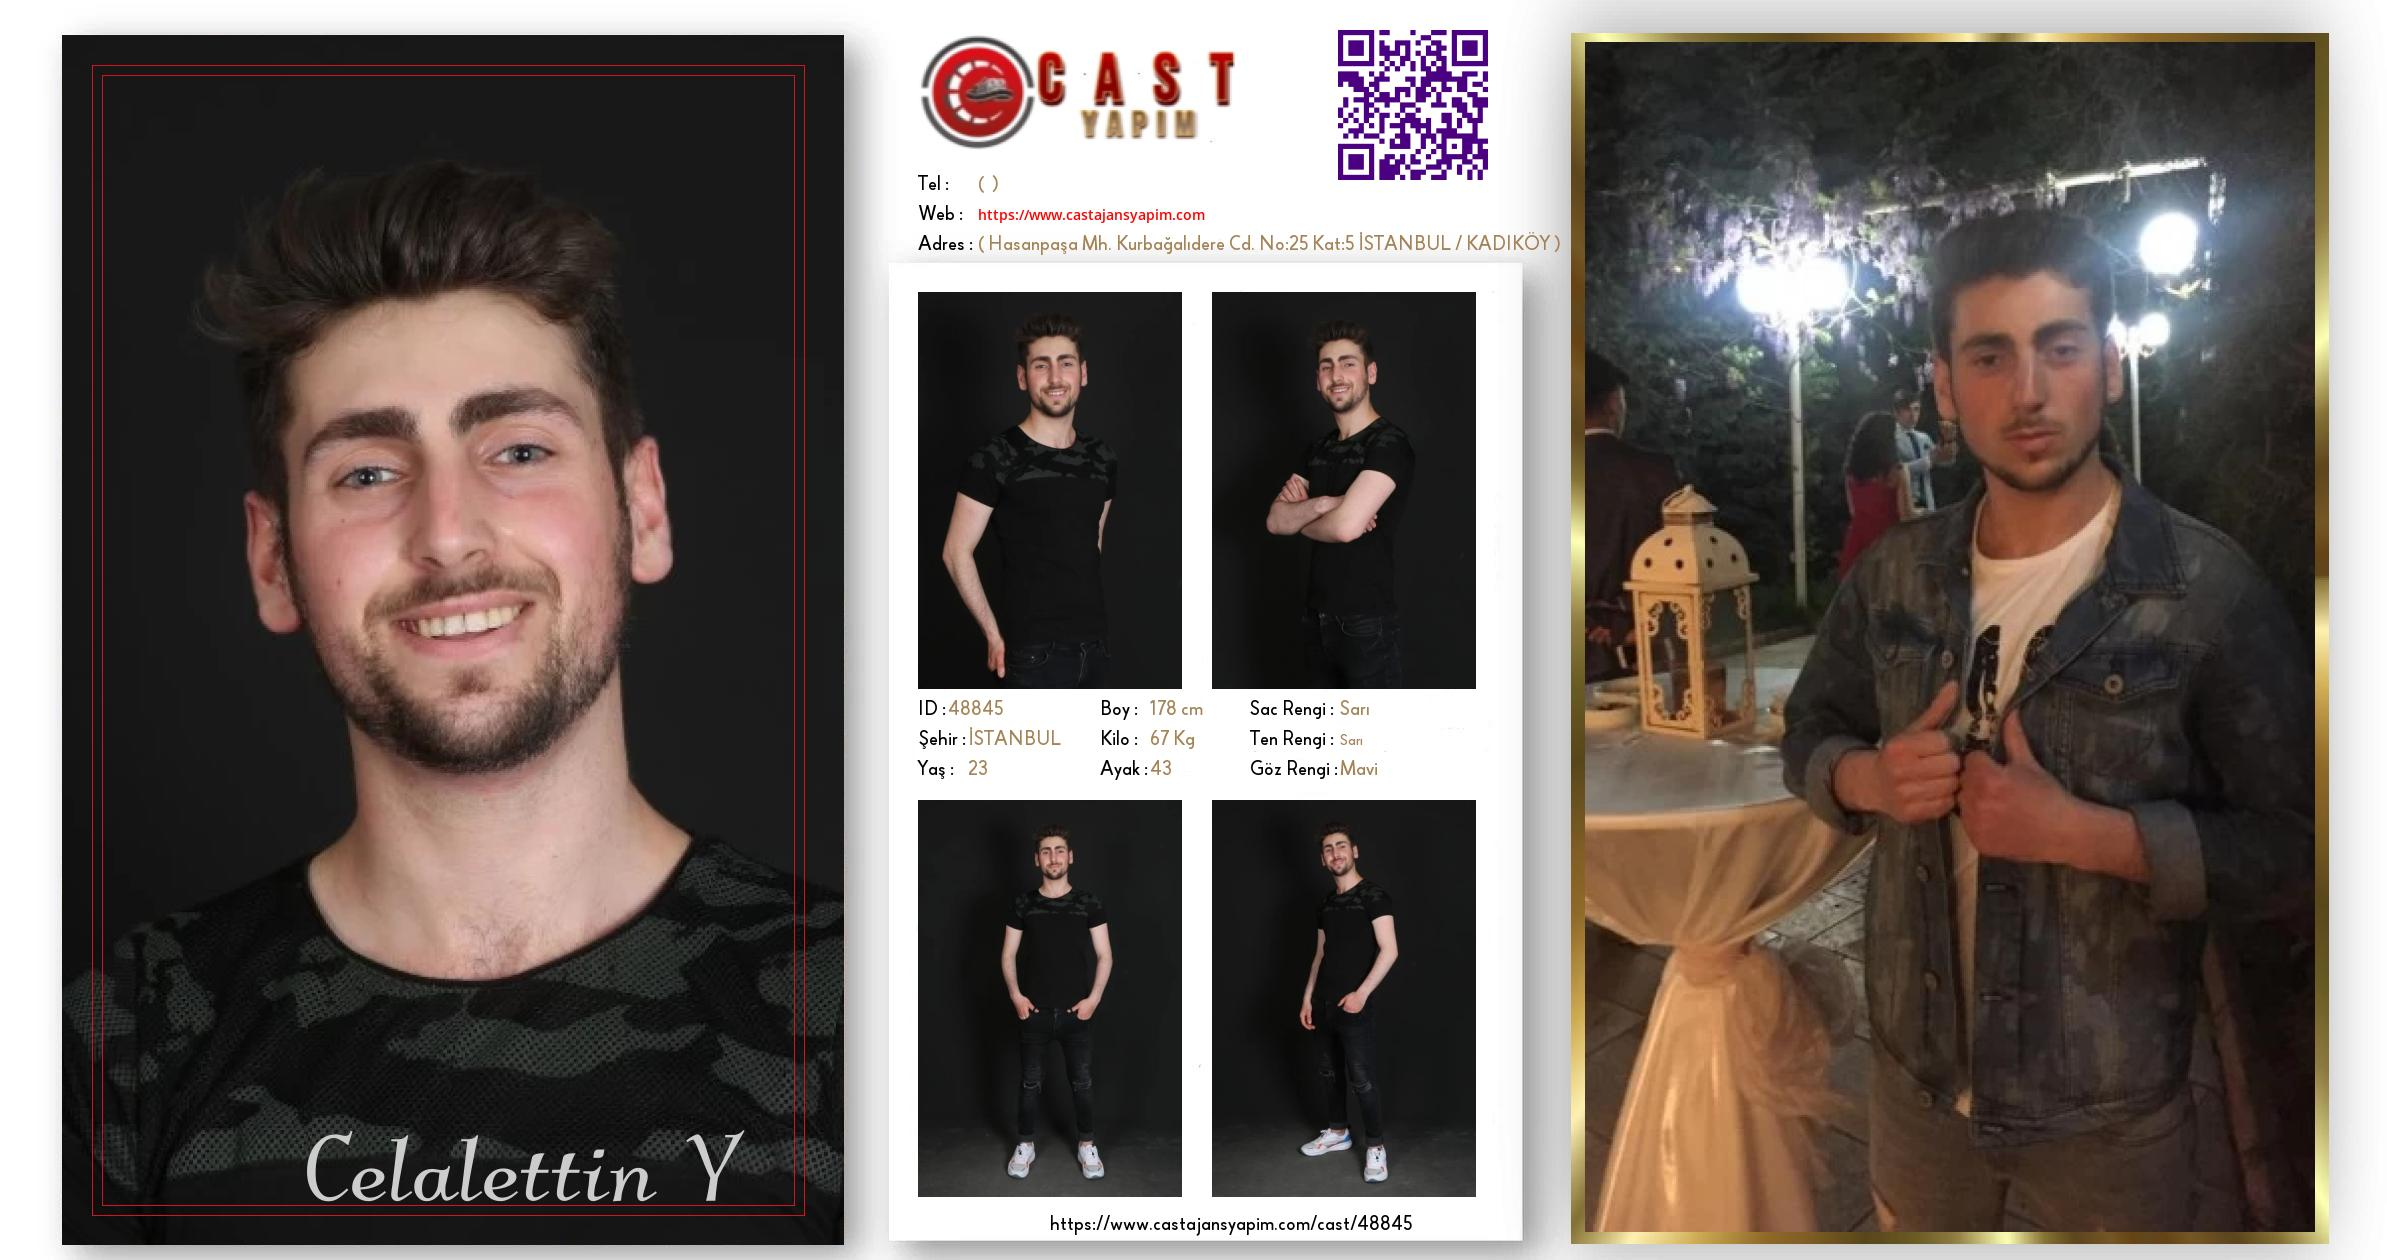 Celalettin Y
CAST
YAPIM
Tel : ( )
Web : https://www.castajansyapim.com
Adres : ( Hasanpaşa Mh. Kurbağalıdere Cd. No:25 Kat:5 İSTANBUL / KADIKÖY )
ID : 48845 Boy : 178 cm Sac Rengi : Sarı
Şehir : İSTANBUL Kilo : 67 Kg Ten Rengi : Sarı
Yaş : 23 Ayak : 43 Göz Rengi : Mavi
https://www.castajansyapim.com/cast/48845